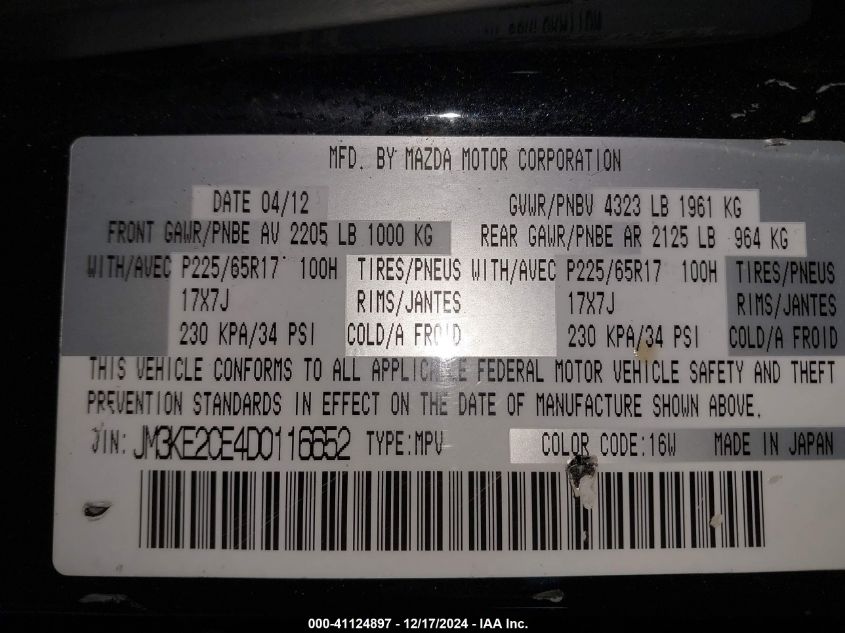 MFD. BY MAZDA MOTOR CORPORATION
DATE 04/12 GVWR/PNBV 4323 LB 1961 KG
FRONT GAWR/PNBE AV 2205 LB 1000 KG REAR GAWR/PNBE AR 2125 LB 964 KG
WITH/AVEC P225/65R17 100H TIRES/PNEUS WITH/AVEC P225/65R17 100H TIRES/PNEUS
17X7J RIMS/JANTES 17X7J RIMS/JANTES
230 KPA/34 PSI COLD/A FROID 230 KPA/34 PSI COLD/A FROID
THIS VEHICLE CONFORMS TO ALL APPLICABLE FEDERAL MOTOR VEHICLE SAFETY AND THEFT
PREVENTION STANDARDS IN EFFECT ON THE DATE OF MANUFACTURE SHOWN ABOVE.
VIN: JM3KE2CE4D0116652 TYPE:MPV COLOR CODE:16W MADE IN JAPAN
000-41124897 - 12/17/2024 - IAA Inc.